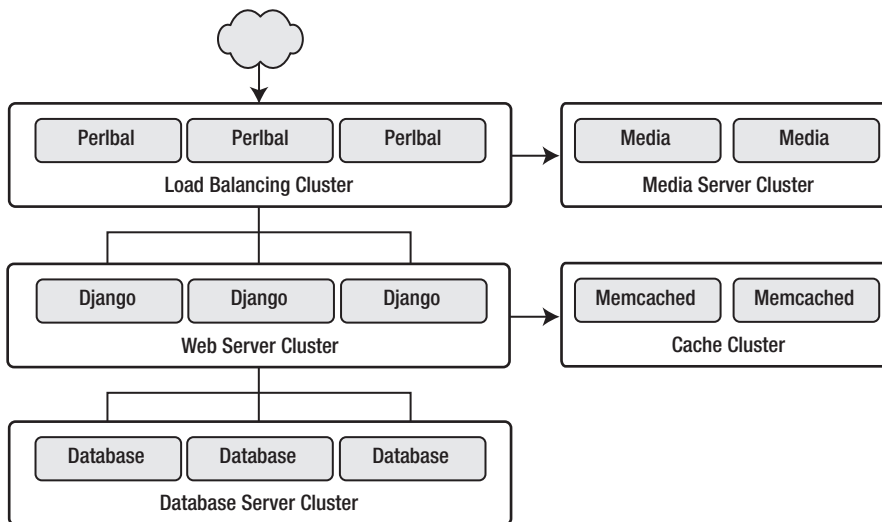 Perlbal Perlbal Perlbal
Load Balancing Cluster
Media Media
Media Server Cluster
Django Django Django
Web Server Cluster
Memcached Memcached
Cache Cluster
Database Database Database
Database Server Cluster